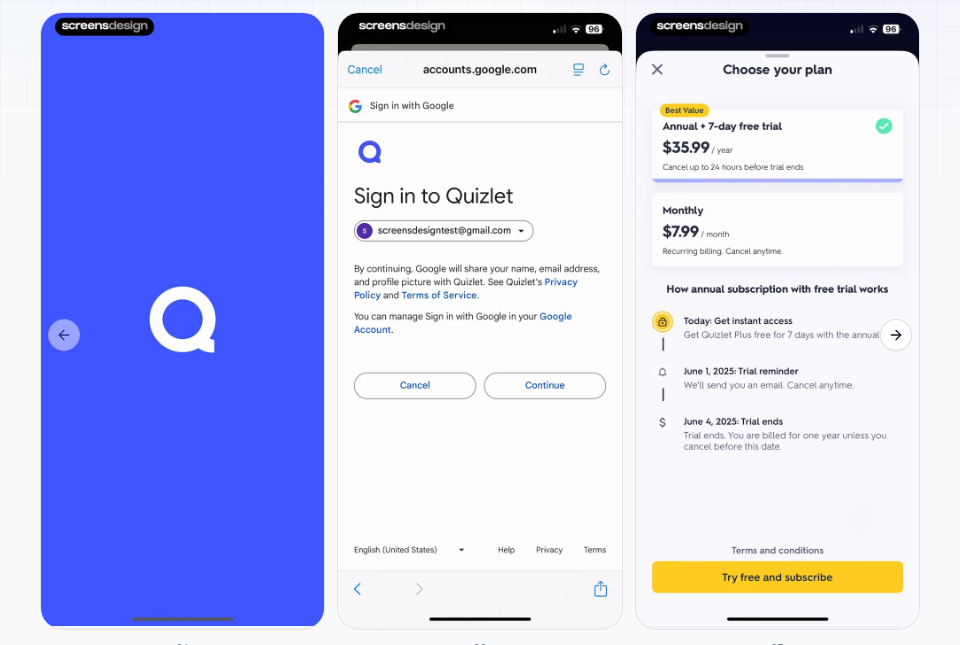 screensdesign
screensdesign
96
Cancel
accounts.google.com
Sign in with Google
Sign in to Quizlet
S
screensdesigntest@gmail.com
By continuing, Google will share your name, email address,
and profile picture with Quizlet. See Quizlet's Privacy
Policy and Terms of Service.
You can manage Sign in with Google in your Google
Account.
Cancel
Continue
English (United States)
Help
Privacy
Terms
screensdesign
96
Choose your plan
Best Value
Annual + 7-day free trial
$35.99 / year
Cancel up to 24 hours before trial ends
Monthly
$7.99 / month
Recurring billing. Cancel anytime.
How annual subscription with free trial works
Today: Get instant access
Get Quizlet Plus free for 7 days with the annual
June 1, 2025: Trial reminder
We'll send you an email. Cancel anytime.
$
June 4, 2025: Trial ends
Trial ends. You are billed for one year unless you
cancel before this date.
Terms and conditions
Try free and subscribe